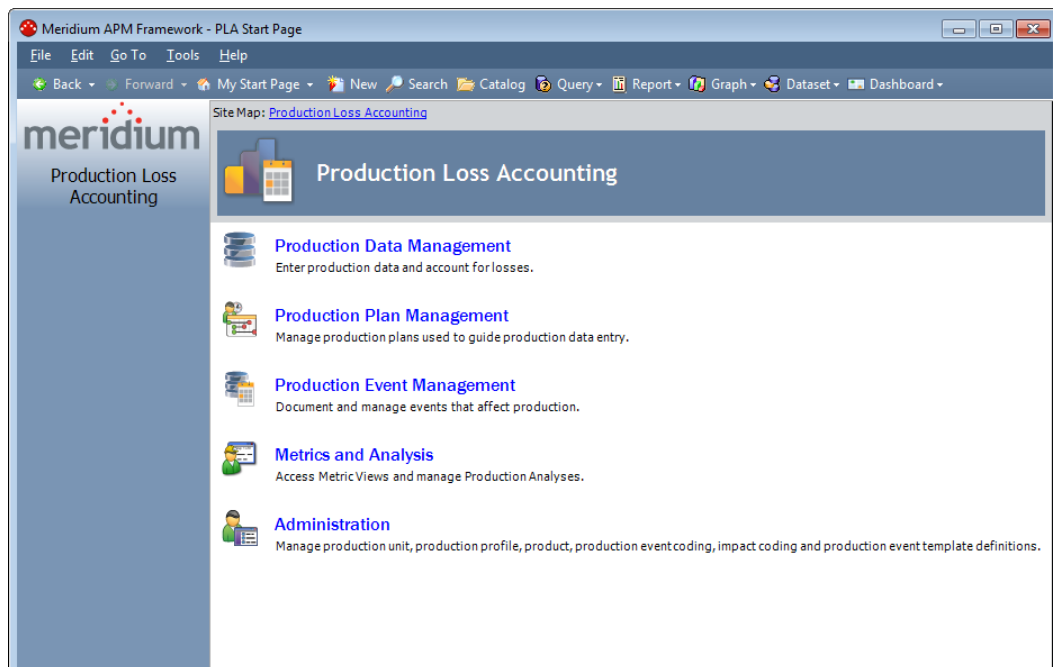 Meridium APM Framework - PLA Start Page
File Edit Go To Tools Help
Back Forward My Start Page New Search Catalog Query Report Graph Dataset Dashboard
meridium
Production Loss
Accounting
Site Map: Production Loss Accounting
Production Loss Accounting
Production Data Management
Enter production data and account for losses.
Production Plan Management
Manage production plans used to guide production data entry.
Production Event Management
Document and manage events that affect production.
Metrics and Analysis
Access Metric Views and manage Production Analyses.
Administration
Manage production unit, production profile, product, production event coding, impact coding and production event template definitions.